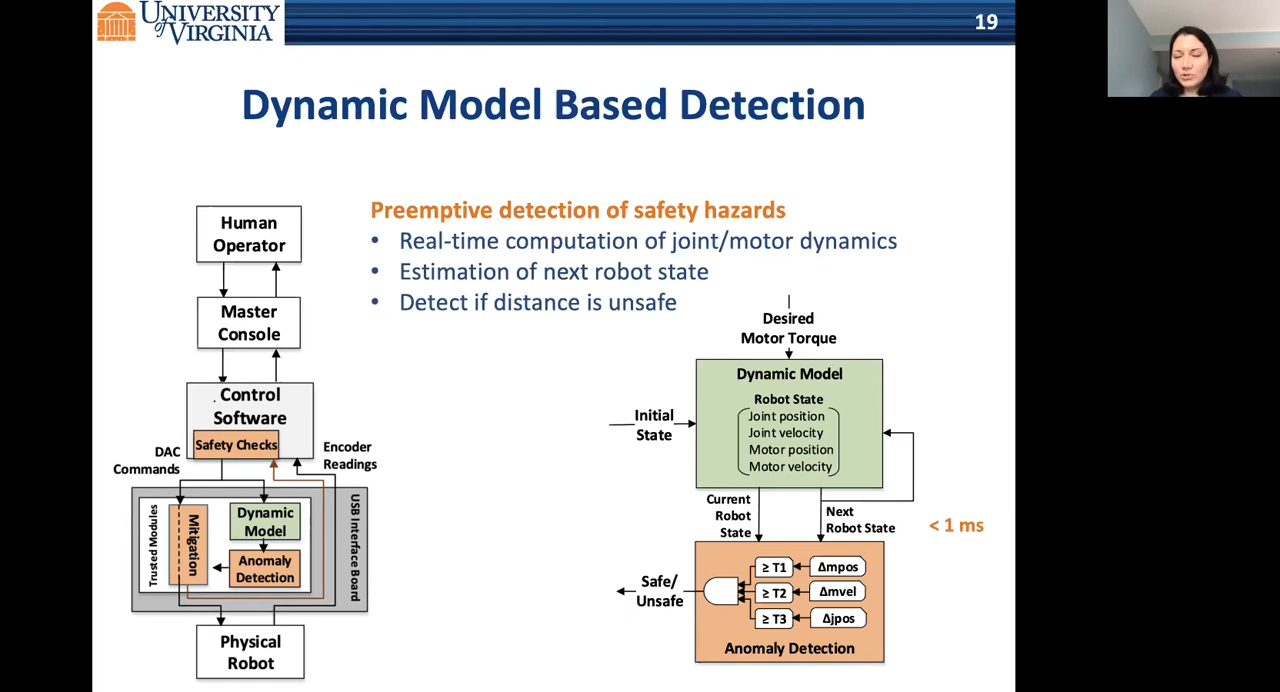 UNIVERSITY
of VIRGINIA
19
Dynamic Model Based Detection
Preemptive detection of safety hazards
• Real-time computation of joint/motor dynamics
• Estimation of next robot state
• Detect if distance is unsafe
Human
Operator
Master
Console
Control
Software
Safety Checks
DAC
Commands
Encoder
Readings
Trusted Modules
Mitigation
Dynamic
Model
Anomaly
Detection
USB Interface Board
Physical
Robot
Desired
Motor Torque
Dynamic Model
Robot State
Joint position
Joint velocity
Motor position
Motor velocity
Initial
State
Current
Robot
State
Next
Robot State
< 1 ms
≥ T1
Δmpos
≥ T2
Δmvel
≥ T3
Δjpos
Safe/
Unsafe
Anomaly Detection